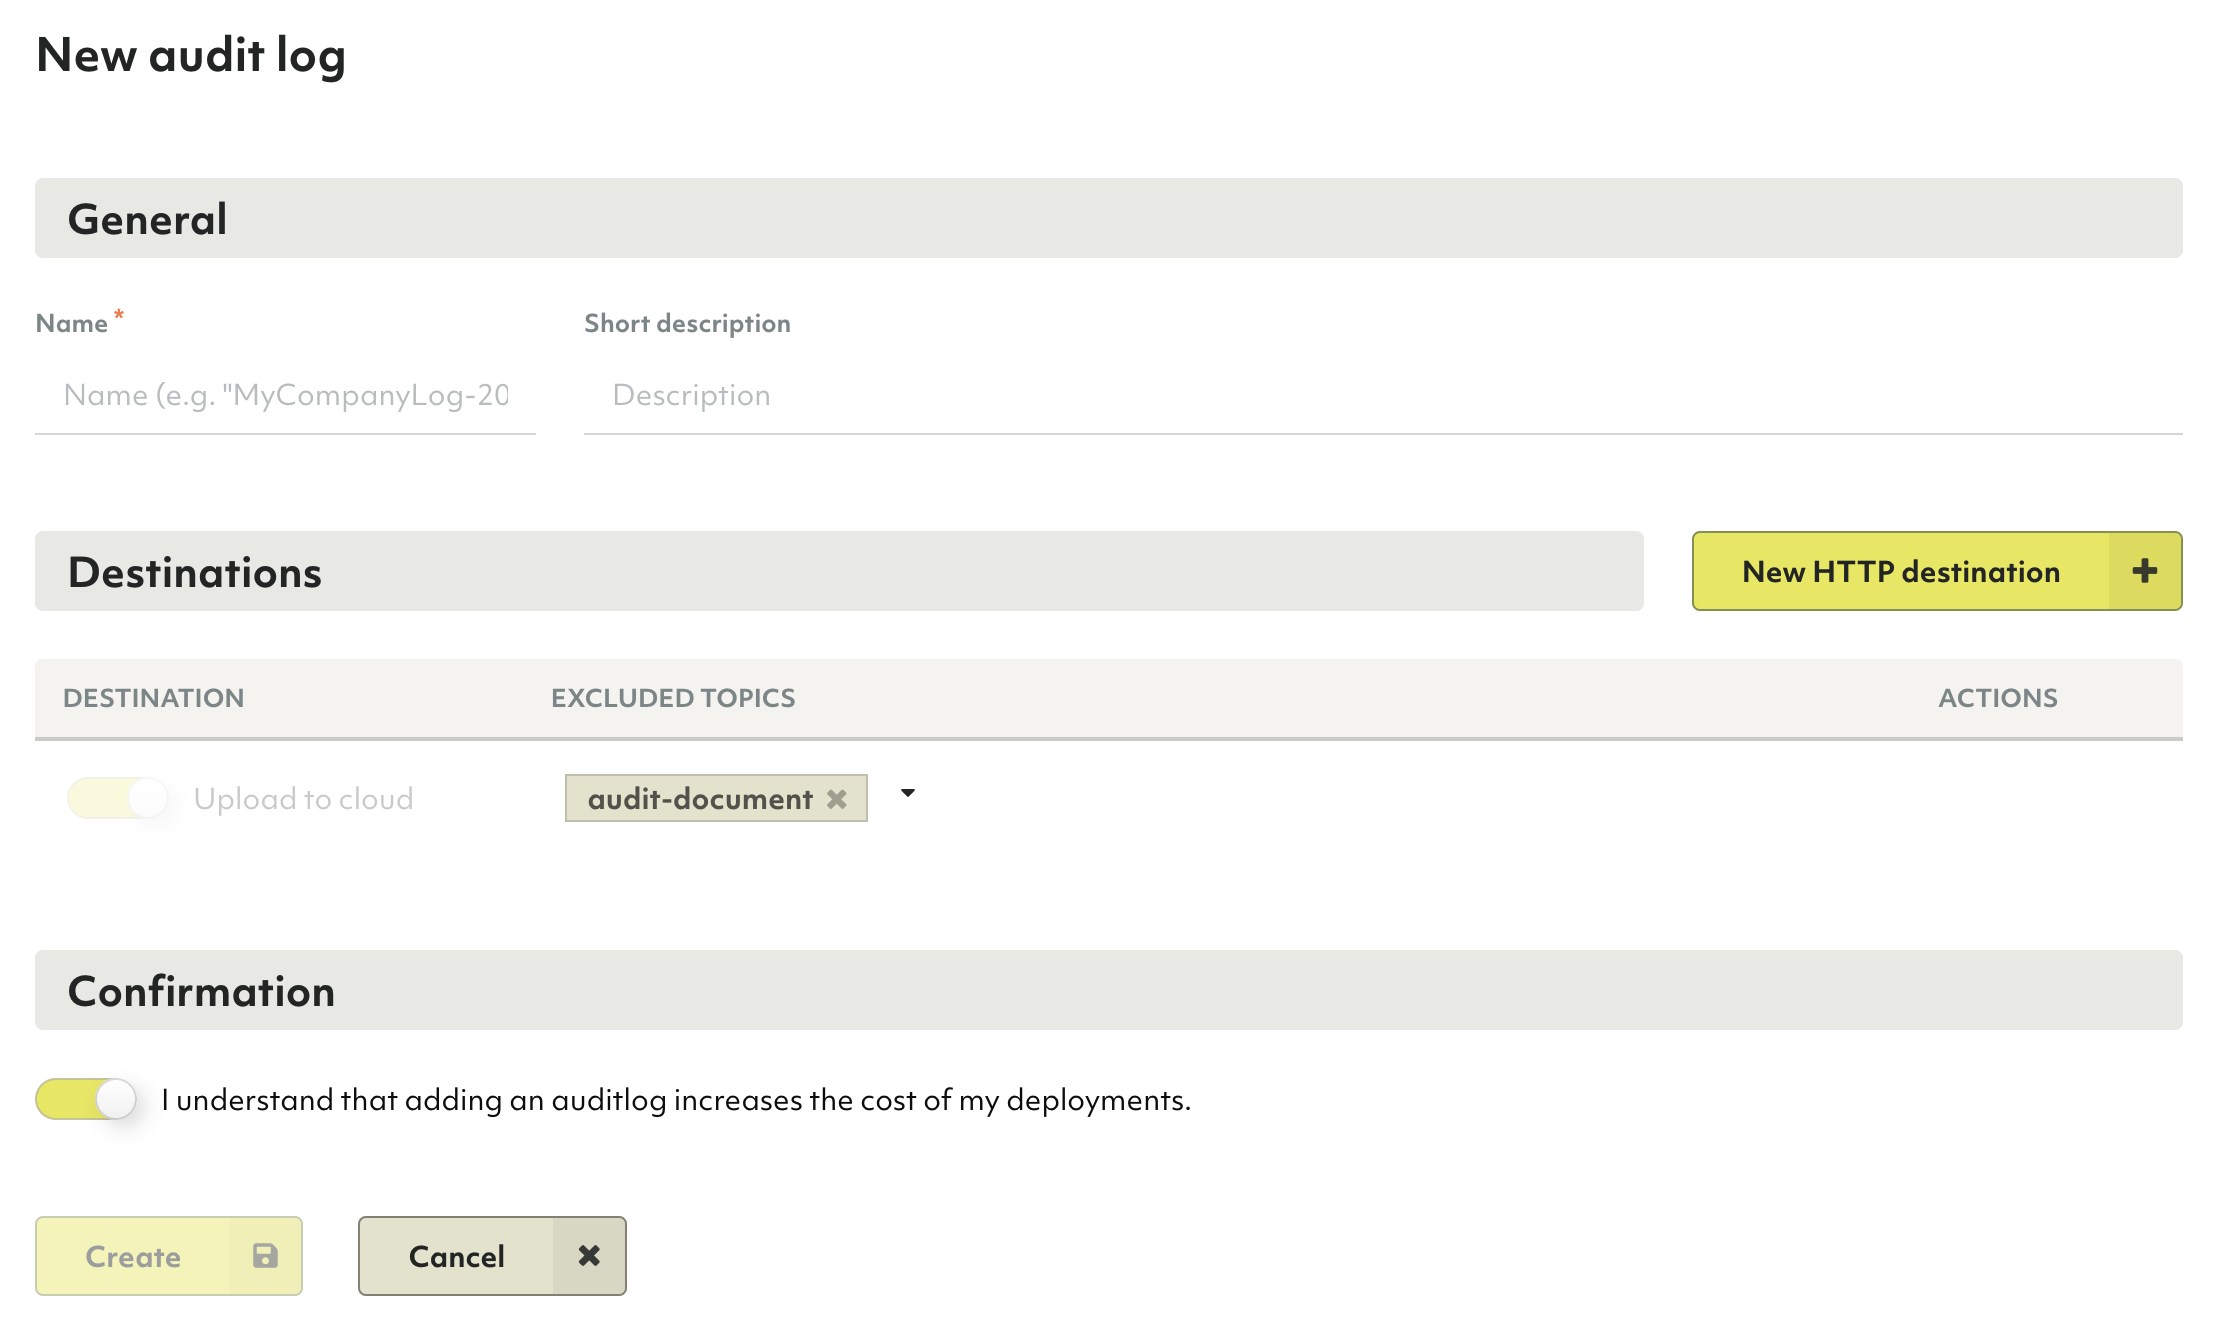 New audit log
General
Name * Short description
Name (e.g. "MyCompanyLog-20 Description
Destinations New HTTP destination
DESTINATION EXCLUDED TOPICS ACTIONS
Upload to cloud audit-document
Confirmation
I understand that adding an auditlog increases the cost of my deployments.
Create Cancel